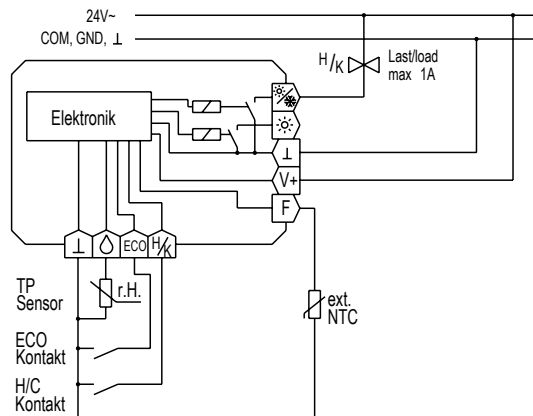 24V~
COM, GND, ⊥
H/K
Last/load
max 1A
Elektronik
⊥
V+
F
⊥
ECO
H/K
TP
Sensor
r.H.
ext.
NTC
ECO
Kontakt
H/C
Kontakt